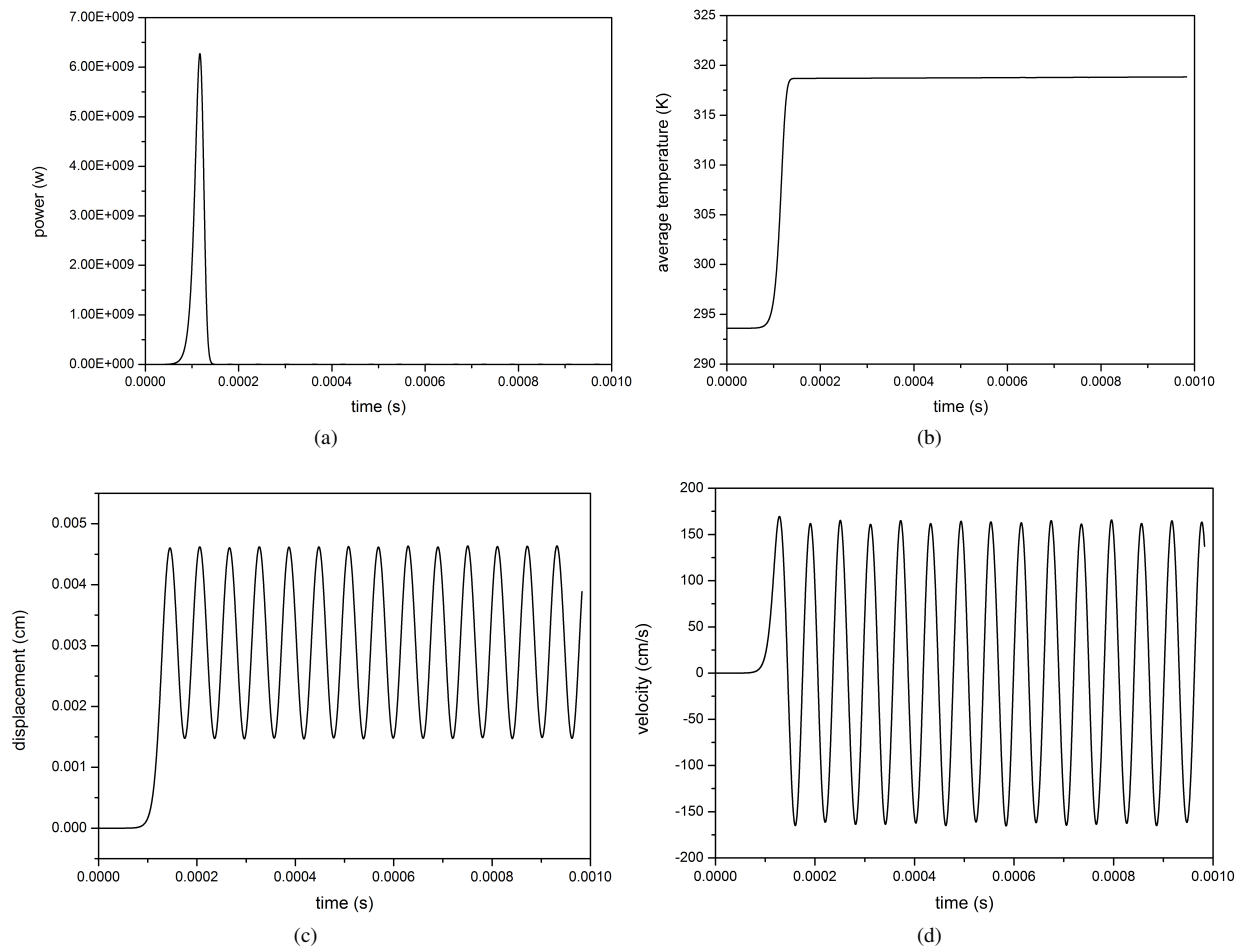 7.00E+009
6.00E+009
5.00E+009
4.00E+009
3.00E+009
2.00E+009
1.00E+009
0.00E+000
power (w)
0.0000 0.0002 0.0004 0.0006 0.0008 0.0010
time (s)
(a)
325
320
315
310
305
300
295
290
average temperature (K)
0.0000 0.0002 0.0004 0.0006 0.0008 0.0010
time (s)
(b)
0.005
0.004
0.003
0.002
0.001
0.000
displacement (cm)
0.0000 0.0002 0.0004 0.0006 0.0008 0.0010
time (s)
(c)
200
150
100
50
0
-50
-100
-150
-200
velocity (cm/s)
0.0000 0.0002 0.0004 0.0006 0.0008 0.0010
time (s)
(d)